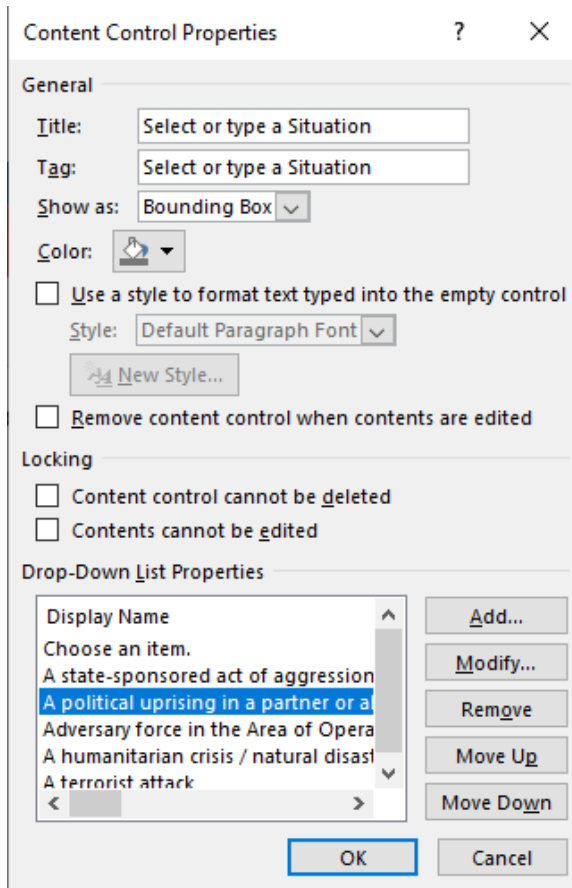 Content Control Properties ? ×
General
Title: Select or type a Situation
Tag: Select or type a Situation
Show as: Bounding Box
Color:
Use a style to format text typed into the empty control
Style: Default Paragraph Font
New Style...
Remove content control when contents are edited
Locking
Content control cannot be deleted
Contents cannot be edited
Drop-Down List Properties
Display Name
Add...
Choose an item.
A state-sponsored act of aggression
Modify...
A political uprising in a partner or al
Remove
Adversary force in the Area of Opera
A humanitarian crisis / natural disast
Move Up
A terrorist attack
Move Down
OK Cancel